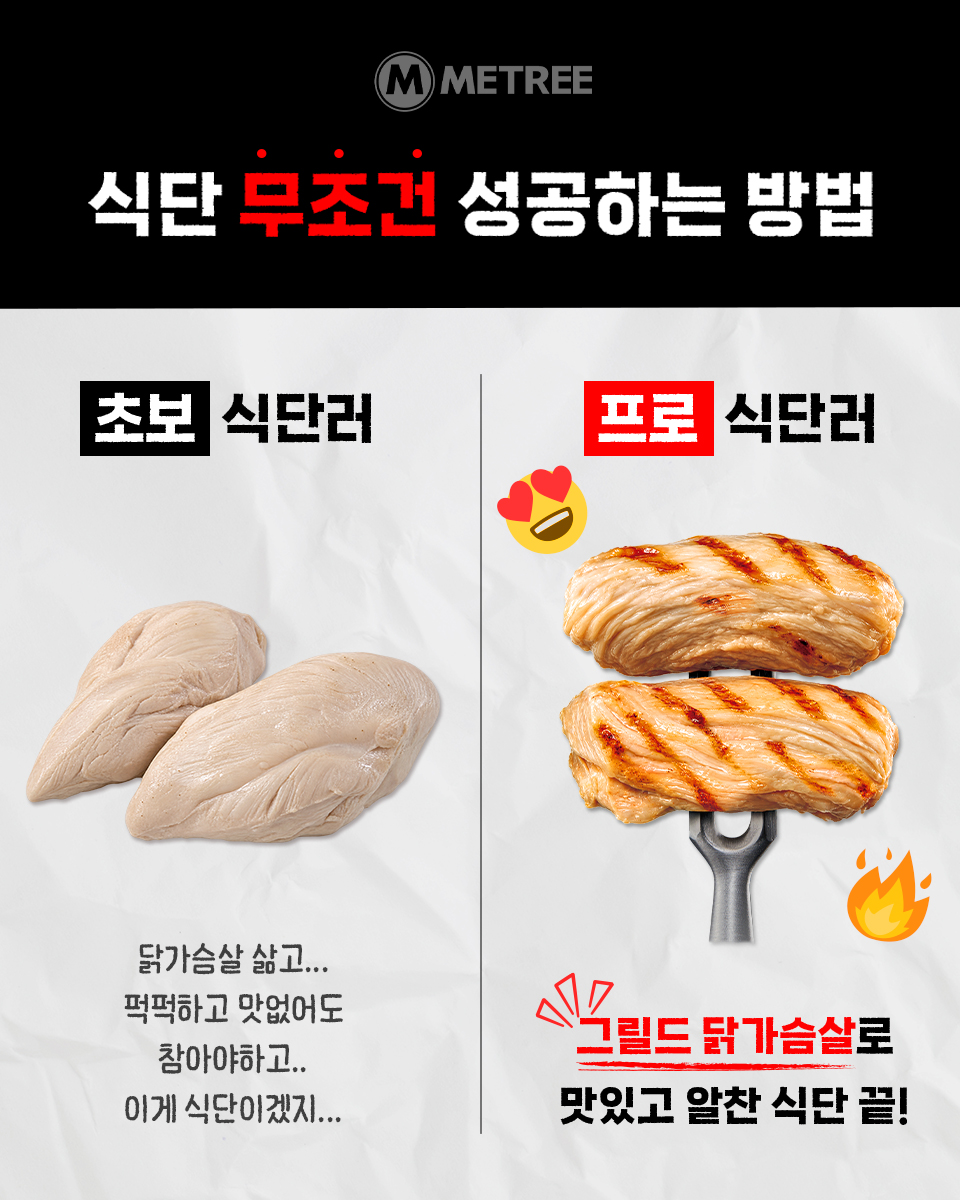 M METREE
식단 무조건 성공하는 방법
초보 식단러
닭가슴살 삶고...
퍽퍽하고 맛없어도
참아야하고..
이게 식단이겠지...
프로 식단러
그릴드 닭가슴살로
맛있고 알찬 식단 끝!